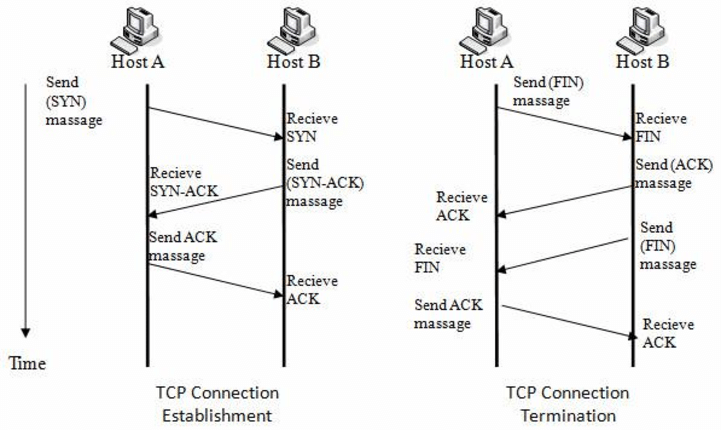 Host A
Host B
Send
(SYN)
massage
Recieve
SYN
Send
(SYN-ACK)
massage
Recieve
SYN-ACK
Send ACK
massage
Recieve
ACK
Time
TCP Connection
Establishment
Host A
Host B
Send (FIN)
massage
Recieve
FIN
Send (ACK)
massage
Recieve
ACK
Send
(FIN)
massage
Recieve
FIN
Send ACK
massage
Recieve
ACK
TCP Connection
Termination